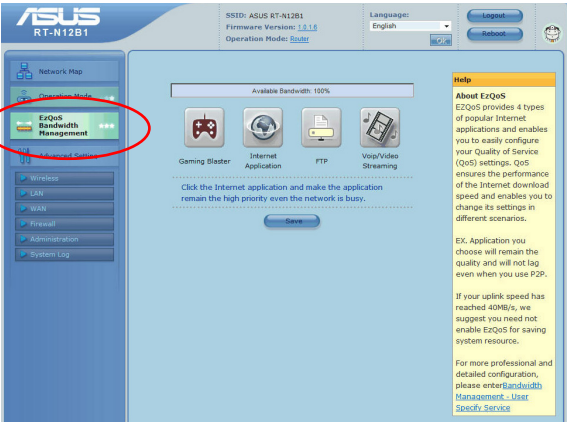 ASUS
RT-N12B1
SSID: ASUS RT-N12B1
Firmware Version: 1.0.1.6
Operation Mode: Router
Language:
English
Logout
Reboot
Network Map
Operation Mode
EzQoS
Bandwidth
Management
Advanced Setting
Wireless
LAN
WAN
Firewall
Administration
System Log
Available Bandwidth: 100%
Gaming Blaster
Internet
Application
FTP
Voip/Video
Streaming
Click the Internet application and make the application
remain the high priority even the network is
busy.
Save
Help
About EzQoS
EZQoS provides 4 types
of popular Internet
applications and enables
you to easily configure
your Quality of Service
(QoS) settings. QoS
ensures the performance
of the Internet download
speed and enables you to
change its settings in
different scenarios.
EX. Application you
choose will remain the
quality and will not lag
even when you use P2P.
If your uplink speed has
reached 40MB/s, we
suggest you need not
enable EzQoS for saving
system resource.
For more professional and
detailed configuration,
please enterBandwidth
Management - User
Specify Service